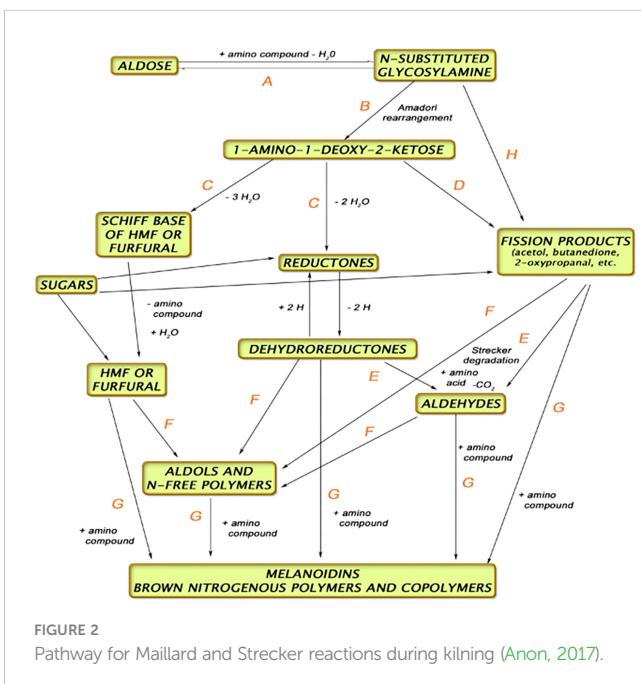 + amino compound - H₂0
ALDOSE
N-SUBSTITUTED
GLYCOSYLAMINE
A
B
Amadori
rearrangement
1-AMINO-1-DEOXY-2-KETOSE
H
C
- 3 H₂O
C
- 2 H₂O
D
SCHIFF BASE
OF HMF OR
FURFURAL
FISSION PRODUCTS
(acetol, butanedione,
2-oxypropanal, etc.
REDUCTONES
SUGARS
- amino
compound
+ H₂O
+ 2 H
- 2 H
F
E
Strecker
degradation
DEHYDROREDUCTONES
+ amino
acid -CO₂
E
HMF OR
FURFURAL
ALDEHYDES
F
F
F
G
+ amino
compound
ALDOLS AND
N-FREE POLYMERS
G
+ amino
compound
G
+ amino
compound
G
+ amino
compound
G
+ amino
compound
MELANOIDINS
BROWN NITROGENOUS POLYMERS AND COPOLYMERS
FIGURE 2
Pathway for Maillard and Strecker reactions during kilning (Anon, 2017).